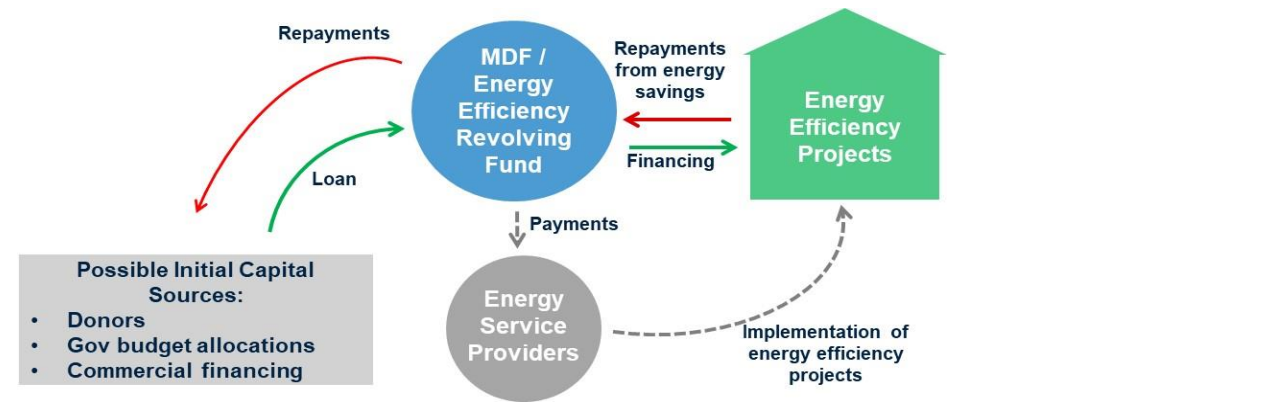 Repayments
MDF /
Energy
Efficiency
Revolving
Fund
Repayments
from energy
savings
Energy
Efficiency
Projects
Financing
Loan
Payments
Possible Initial Capital
Sources:
• Donors
• Gov budget allocations
• Commercial financing
Energy
Service
Providers
Implementation of
energy efficiency
projects